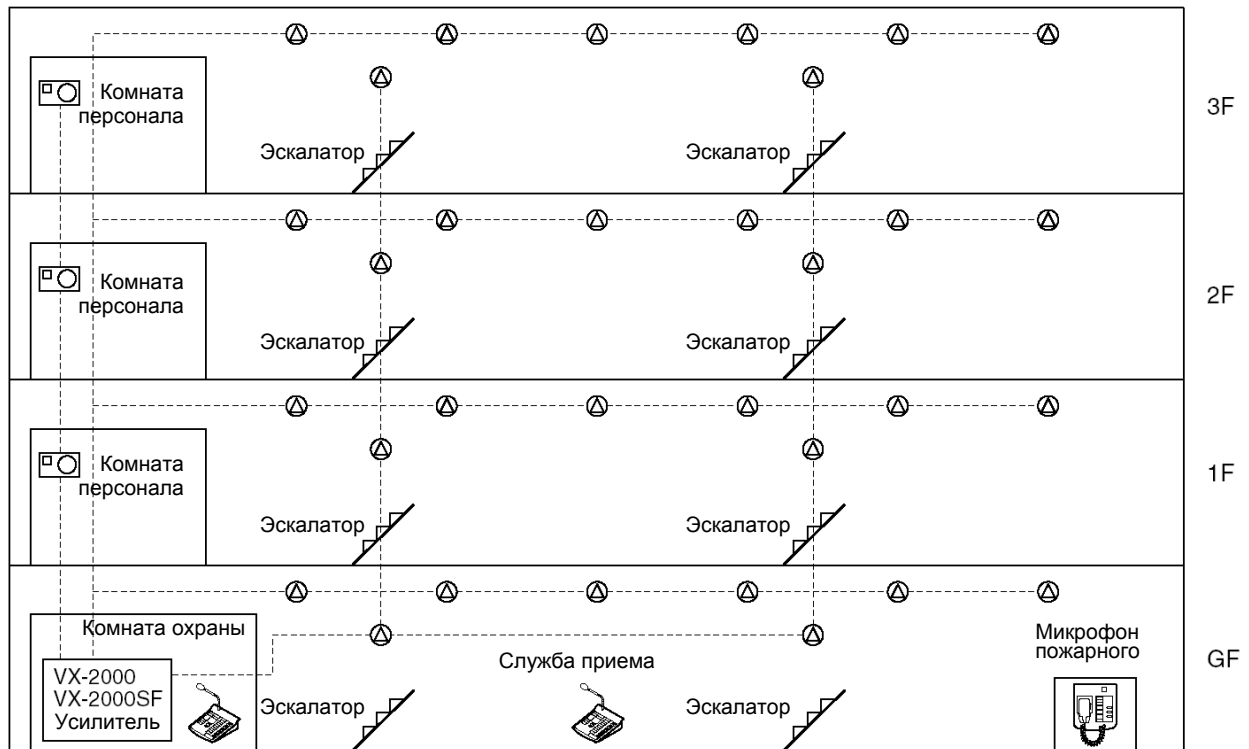 Комната
персонала
Эскалатор
Эскалатор
3F
Комната
персонала
Эскалатор
Эскалатор
2F
Комната
персонала
Эскалатор
Эскалатор
1F
Комната охраны
VX-2000
VX-2000SF
Усилитель
Эскалатор
Служба приема
Эскалатор
Микрофон
пожарного
GF